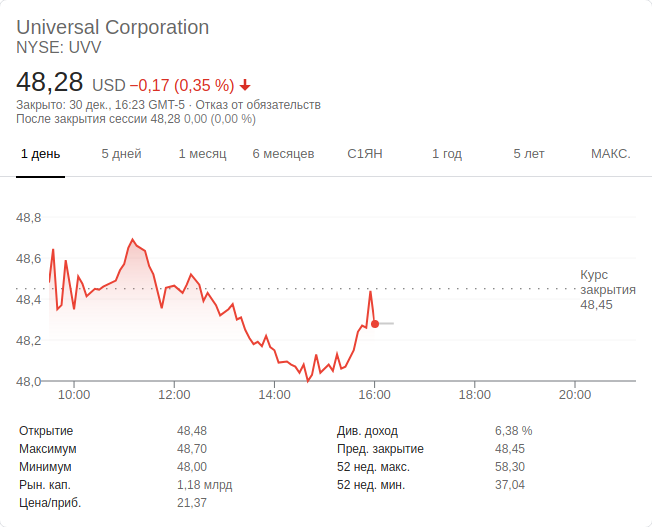 Universal Corporation
NYSE: UVV
48,28 USD −0,17 (0,35 %)
Закрыто: 30 дек., 16:23 GMT-5 · Отказ от обязательств
После закрытия сессии 48,28 0,00 (0,00 %)
1 день 5 дней 1 месяц 6 месяцев С1ЯН 1 год 5 лет МАКС.
48,8
48,6
48,4
48,2
48,0
Курс
закрытия
48,45
10:00 12:00 14:00 16:00 18:00 20:00
Открытие 48,48 Див. доход 6,38 %
Максимум 48,70 Пред. закрытие 48,45
Минимум 48,00 52 нед. макс. 58,30
Рын. кап. 1,18 млрд 52 нед. мин. 37,04
Цена/приб. 21,37